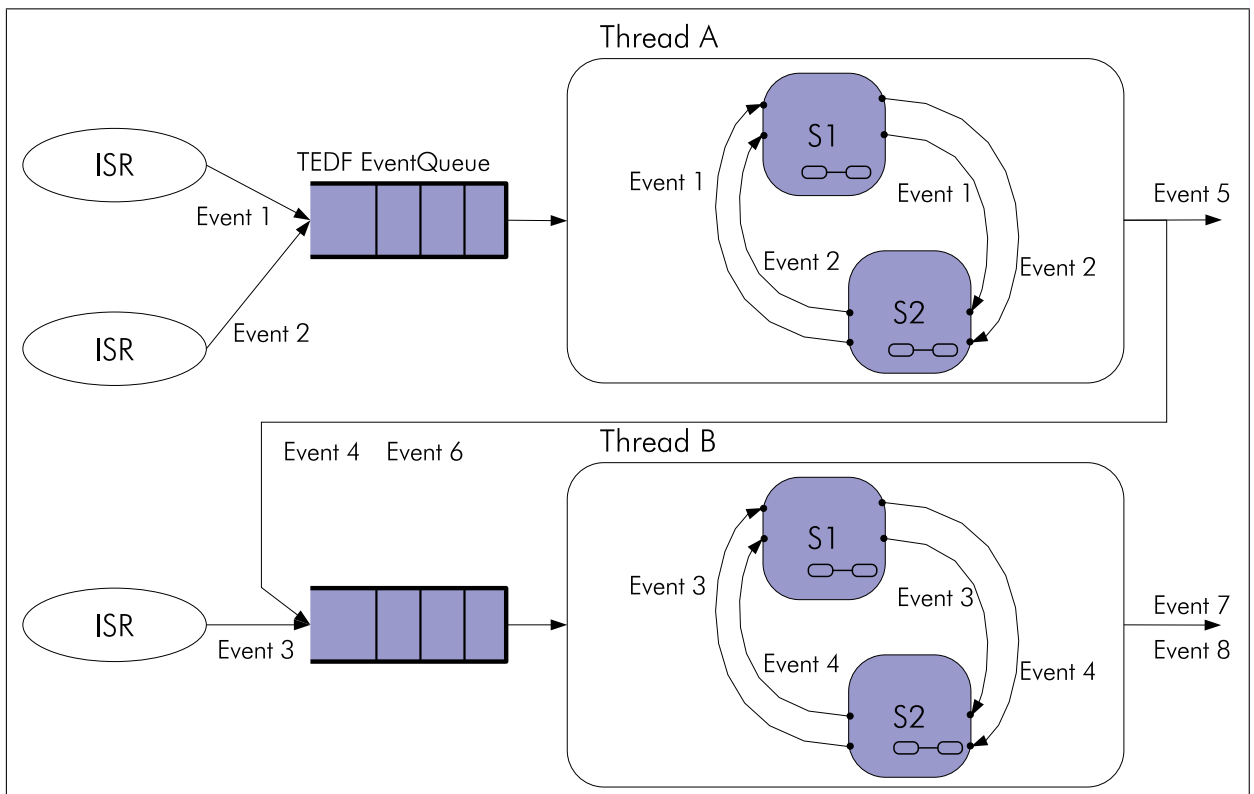 Thread A
ISR
TEDF EventQueue
S1
Event 1
Event 1
Event 1
Event 5
Event 2
Event 2
Event 2
ISR
S2
Event 4 Event 6
Thread B
S1
Event 3
Event 3
Event 7
ISR
Event 3
Event 8
Event 4
Event 4
S2